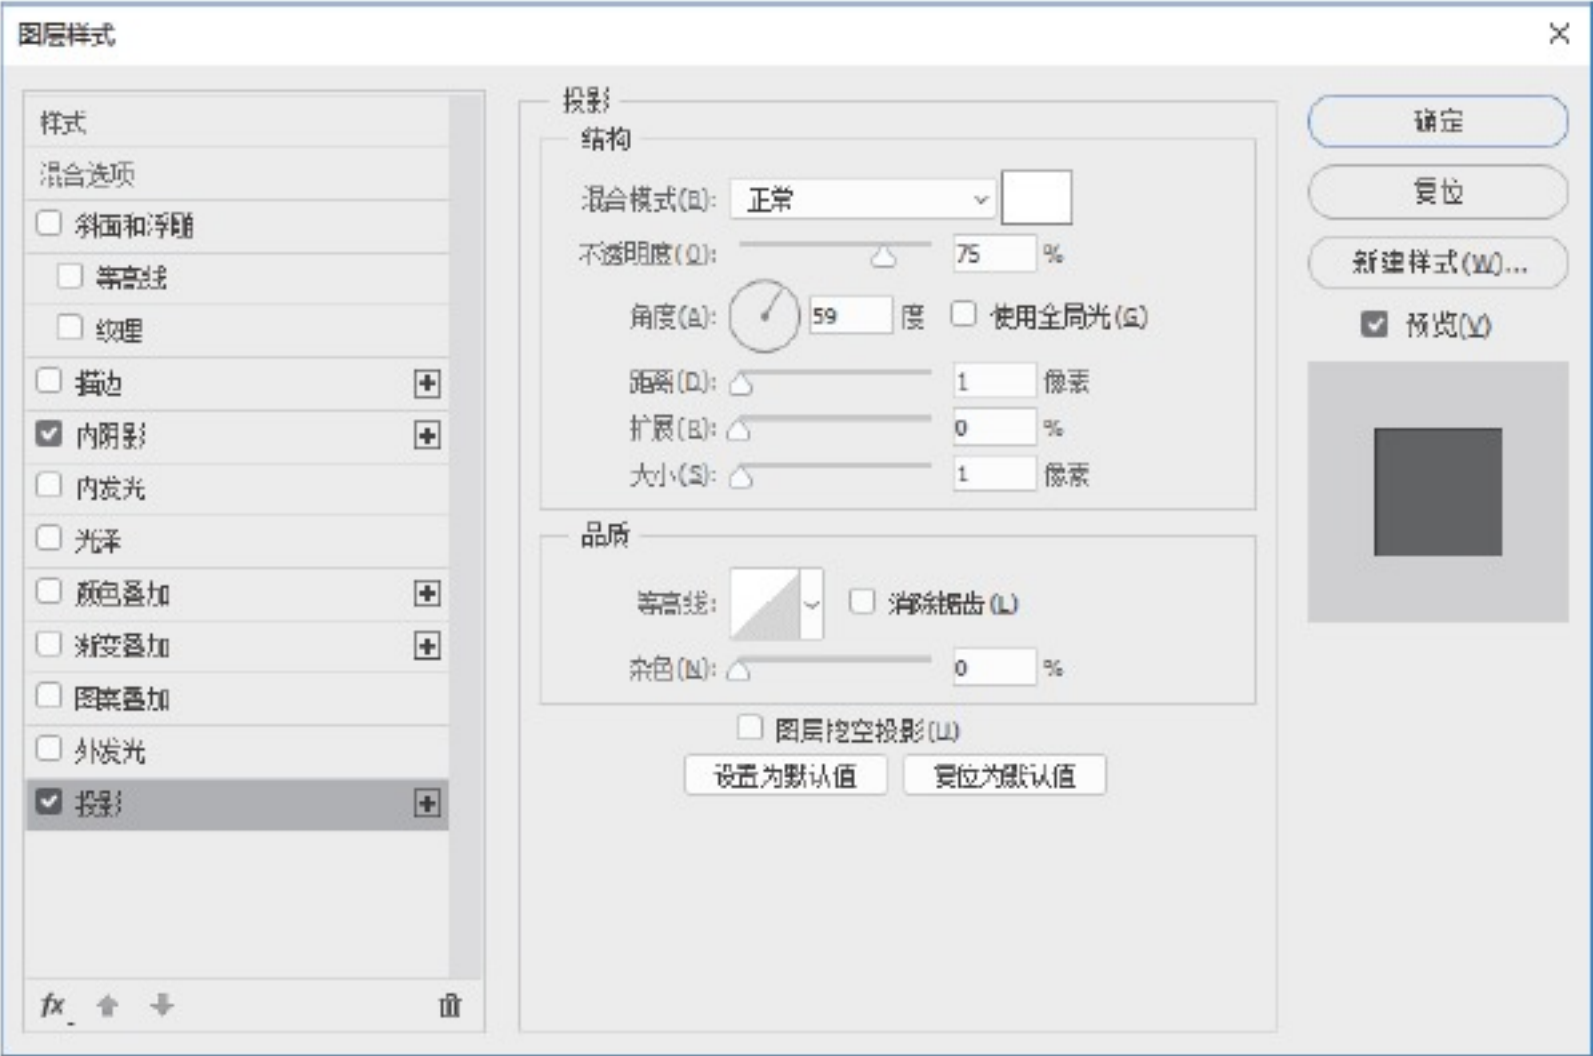 图层样式
样式
混合选项
斜面和浮雕
等高线
纹理
描边
内阴影
内发光
光泽
颜色叠加
渐变叠加
图案叠加
外发光
投影
fx
投影
结构
混合模式(B): 正常
不透明度(O): 75 %
角度(A): 59 度 使用全局光(G)
距离(D): 1 像素
扩展(R): 0 %
大小(S): 1 像素
品质
等高线: 消除锯齿(L)
杂色(N): 0 %
图层挖空投影(U)
设置为默认值 复位为默认值
确定
复位
新建样式(W)...
预览(V)